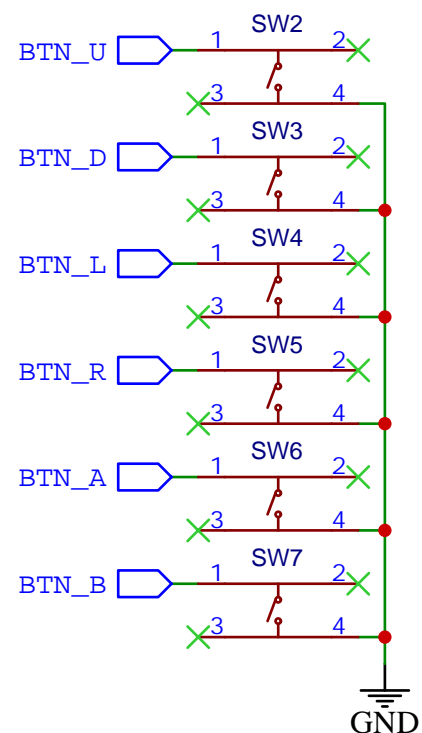 SW2
BTN_U 1 2
3 4
SW3
BTN_D 1 2
3 4
SW4
BTN_L 1 2
3 4
SW5
BTN_R 1 2
3 4
SW6
BTN_A 1 2
3 4
SW7
BTN_B 1 2
3 4
GND